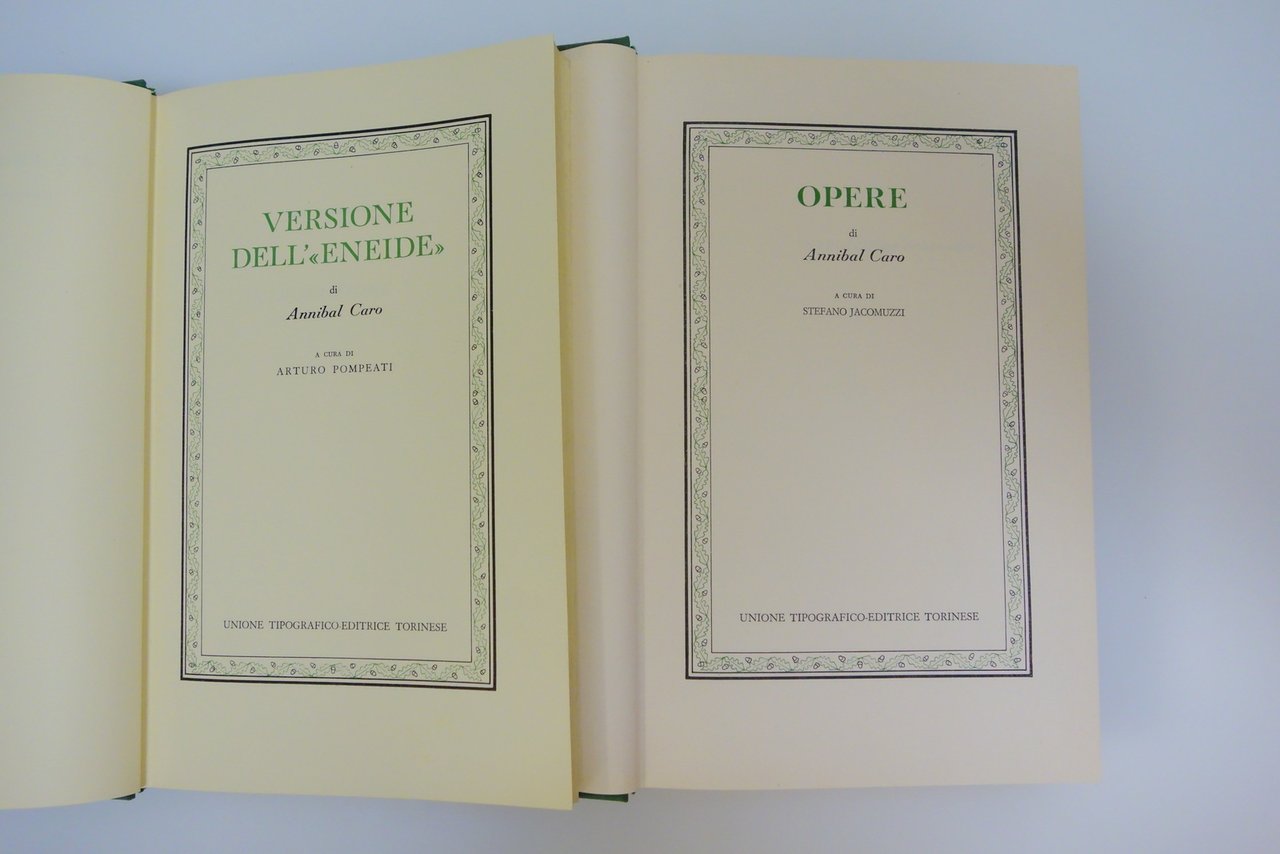 VERSIONE
DELL'«ENEIDE»
di
Annibal Caro
A CURA DI
ARTURO POMPEATI
UNIONE TIPOGRAFICO-EDITRICE TORINESE
OPERE
di
Annibal Caro
A CURA DI
STEFANO JACOMUZZI
UNIONE TIPOGRAFICO-EDITRICE TORINESE